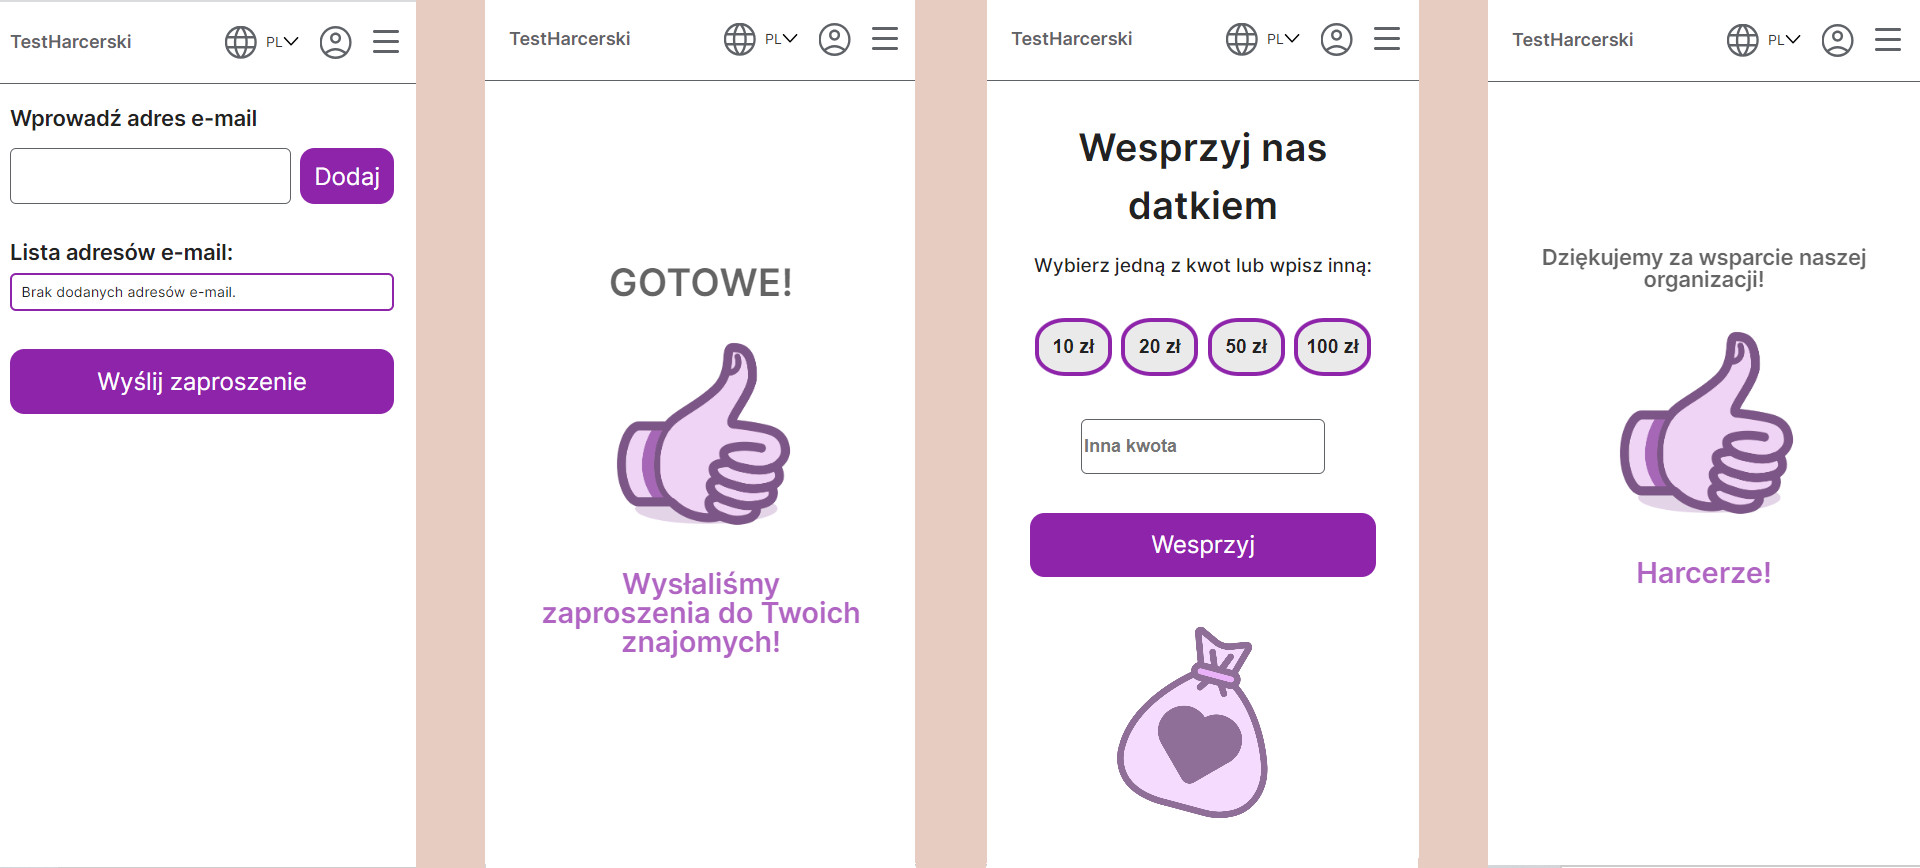 TestHarcerski
PL
Wprowadź adres e-mail
Dodaj
Lista adresów e-mail:
Brak dodanych adresów e-mail.
Wyślij zaproszenie
TestHarcerski
PL
GOTOWE!
Wysłaliśmy
zaproszenia do Twoich
znajomych!
TestHarcerski
PL
Wesprzyj nas
datkiem
Wybierz jedną z kwot lub wpisz inną:
10 zł
20 zł
50 zł
100 zł
Inna kwota
Wesprzyj
TestHarcerski
PL
Dziękujemy za wsparcie naszej
organizacji!
Harcerze!